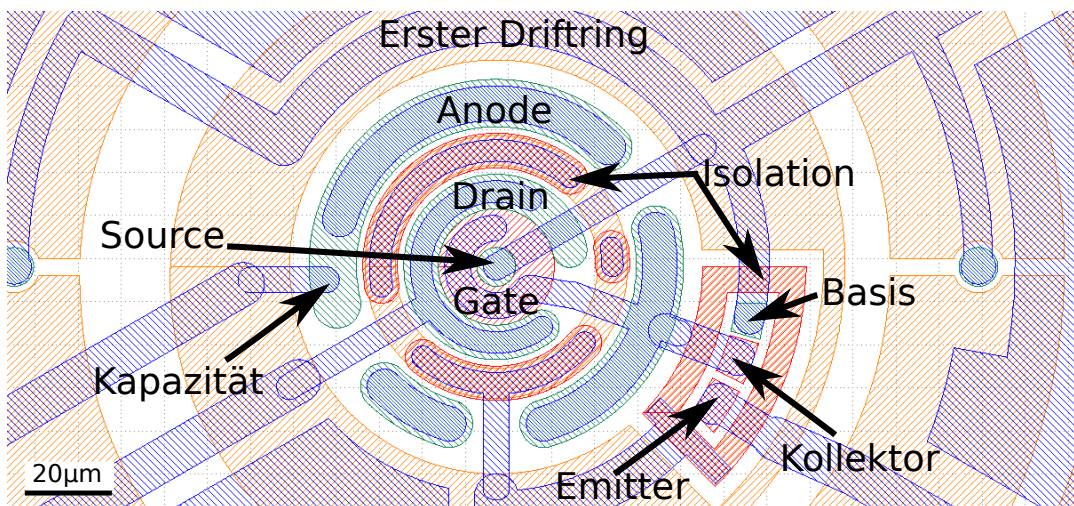 Erster Driftring
Anode
Isolation
Drain
Source
Gate
Basis
Kapazität
Kollektor
20µm
Emitter